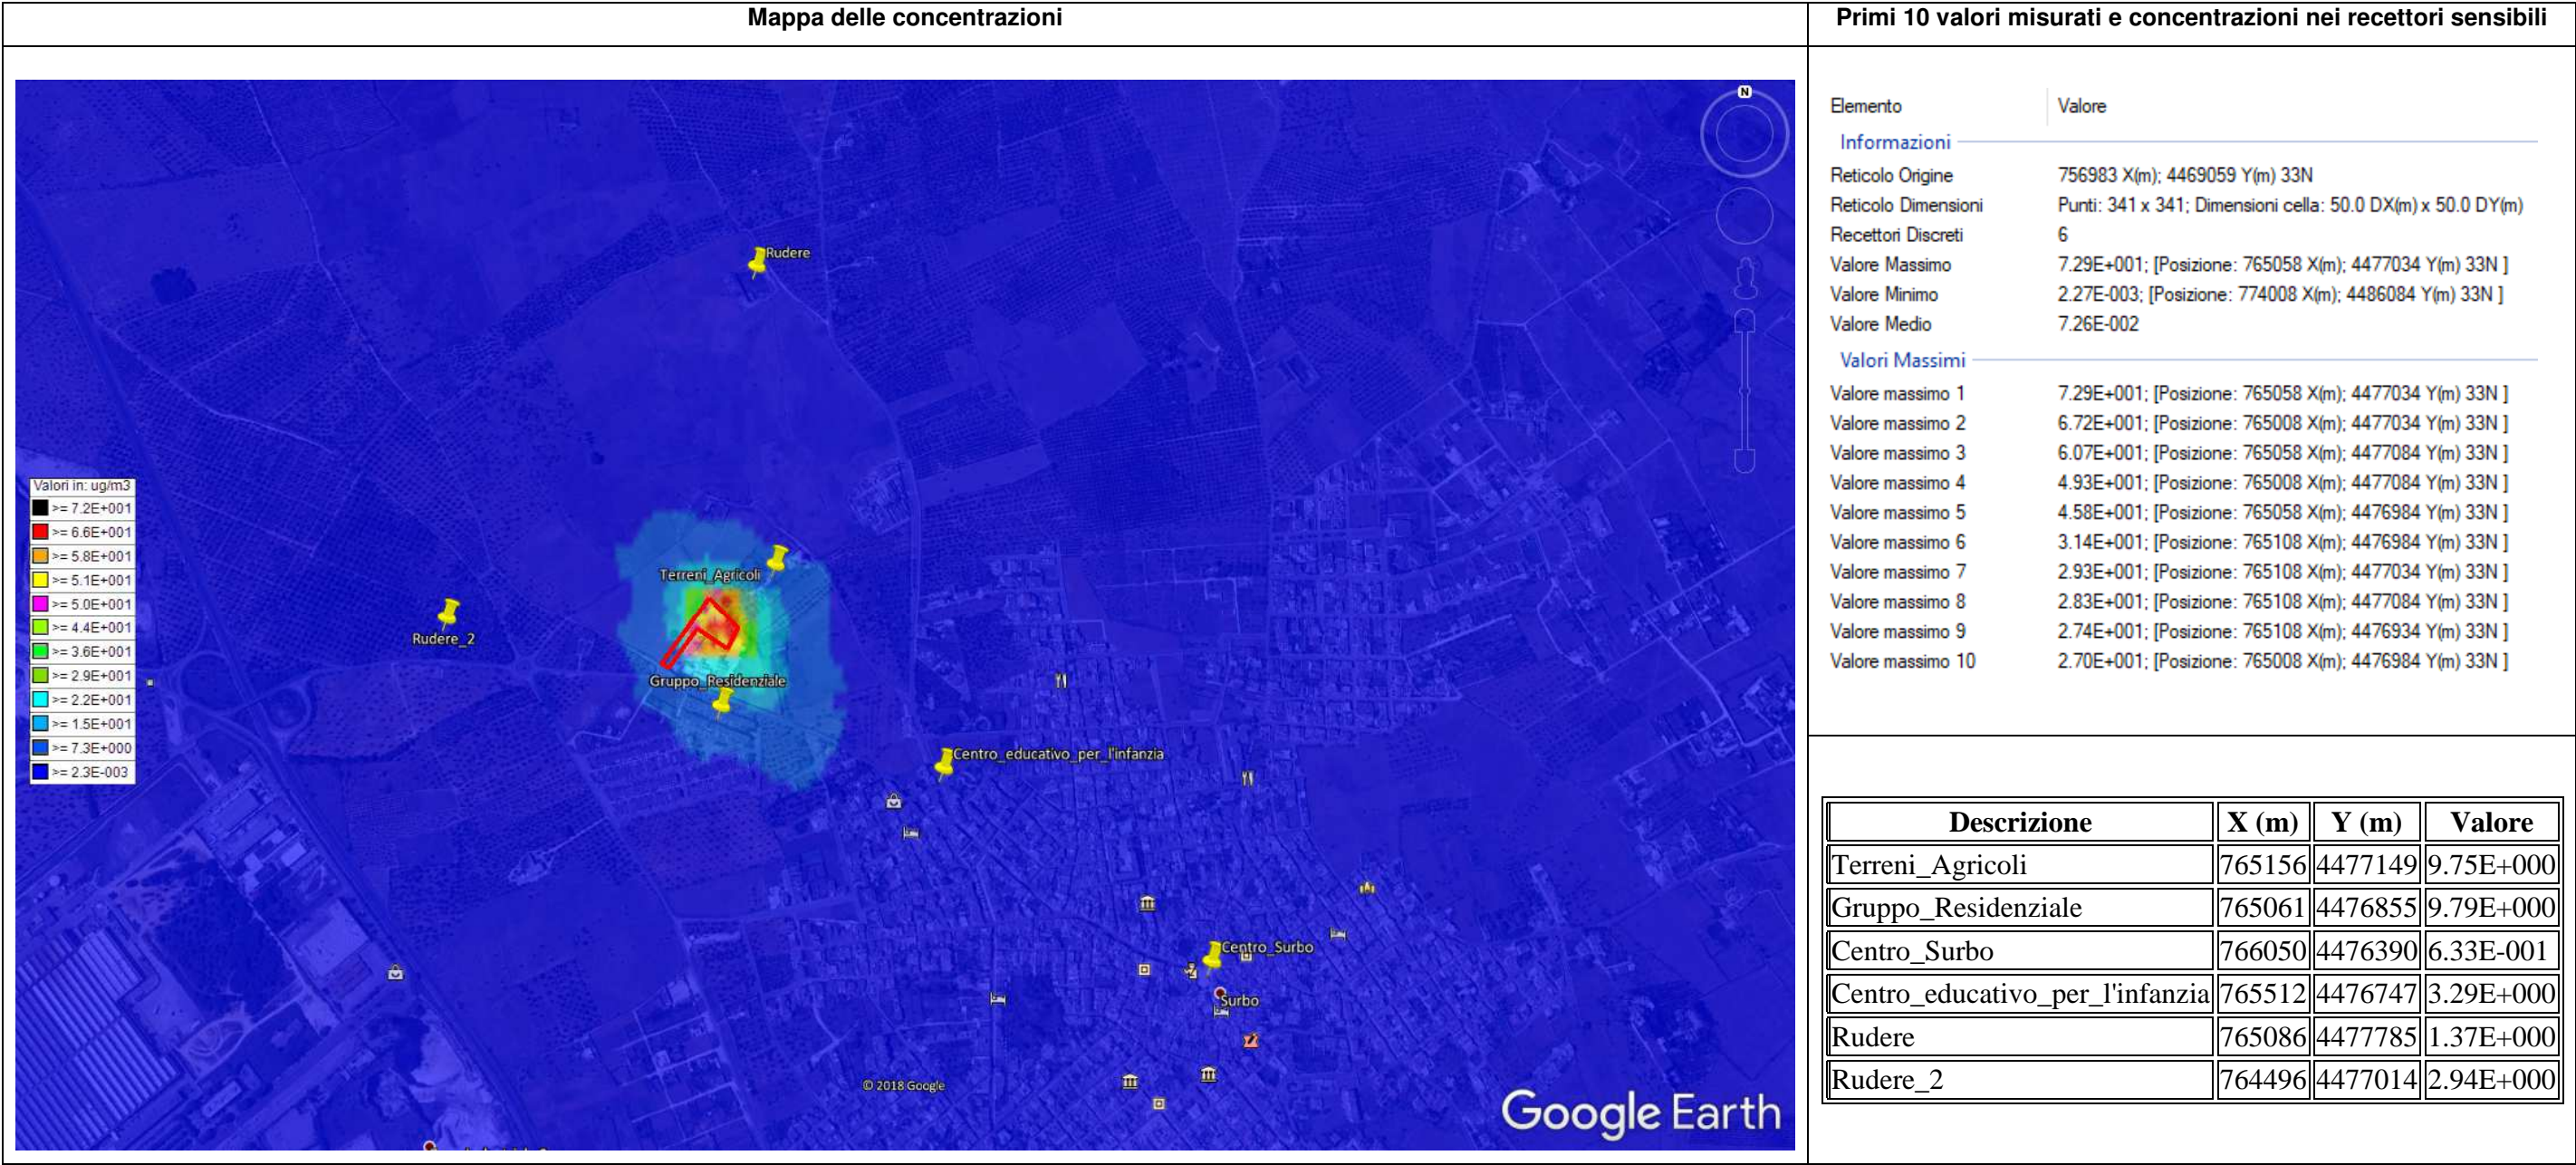 Mappa delle concentrazioni
Primi 10 valori misurati e concentrazioni nei recettori sensibili
N
Rudere
Terreni_Agricoli
Rudere_2
Gruppo_Residenziale
Centro_educativo_per_l'infanzia
Centro_Surbo
Surbo
© 2018 Google
Google Earth
Valori in: ug/m3
>= 7.2E+001
>= 6.6E+001
>= 5.8E+001
>= 5.1E+001
>= 5.0E+001
>= 4.4E+001
>= 3.6E+001
>= 2.9E+001
>= 2.2E+001
>= 1.5E+001
>= 7.3E+000
>= 2.3E-003
Elemento Valore
Informazioni
Reticolo Origine 756983 X(m); 4469059 Y(m) 33N
Reticolo Dimensioni Punti: 341 x 341; Dimensioni cella: 50.0 DX(m) x 50.0 DY(m)
Recettori Discreti 6
Valore Massimo 7.29E+001; [Posizione: 765058 X(m); 4477034 Y(m) 33N ]
Valore Minimo 2.27E-003; [Posizione: 774008 X(m); 4486084 Y(m) 33N ]
Valore Medio 7.26E-002
Valori Massimi
Valore massimo 1 7.29E+001; [Posizione: 765058 X(m); 4477034 Y(m) 33N ]
Valore massimo 2 6.72E+001; [Posizione: 765008 X(m); 4477034 Y(m) 33N ]
Valore massimo 3 6.07E+001; [Posizione: 765058 X(m); 4477084 Y(m) 33N ]
Valore massimo 4 4.93E+001; [Posizione: 765008 X(m); 4477084 Y(m) 33N ]
Valore massimo 5 4.58E+001; [Posizione: 765058 X(m); 4476984 Y(m) 33N ]
Valore massimo 6 3.14E+001; [Posizione: 765108 X(m); 4476984 Y(m) 33N ]
Valore massimo 7 2.93E+001; [Posizione: 765108 X(m); 4477034 Y(m) 33N ]
Valore massimo 8 2.83E+001; [Posizione: 765108 X(m); 4477084 Y(m) 33N ]
Valore massimo 9 2.74E+001; [Posizione: 765108 X(m); 4476934 Y(m) 33N ]
Valore massimo 10 2.70E+001; [Posizione: 765008 X(m); 4476984 Y(m) 33N ]
Descrizione X (m) Y (m) Valore
Terreni_Agricoli 765156 4477149 9.75E+000
Gruppo_Residenziale 765061 4476855 9.79E+000
Centro_Surbo 766050 4476390 6.33E-001
Centro_educativo_per_l'infanzia 765512 4476747 3.29E+000
Rudere 765086 4477785 1.37E+000
Rudere_2 764496 4477014 2.94E+000